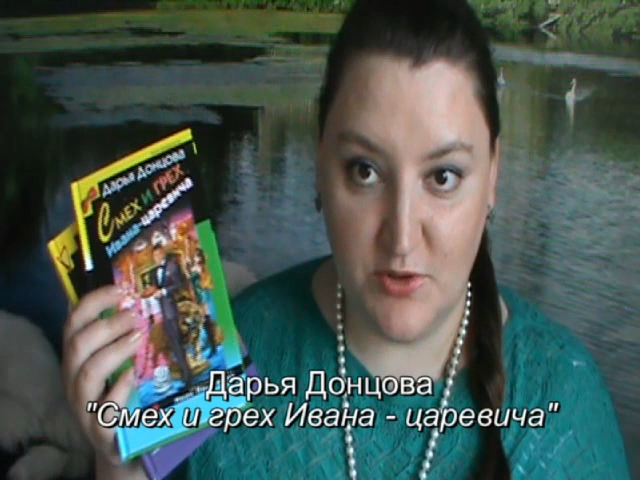 Дарья Донцова
Смех и грех
Ивана-царевича
Дарья Донцова
"Смех и грех Ивана - царевича"